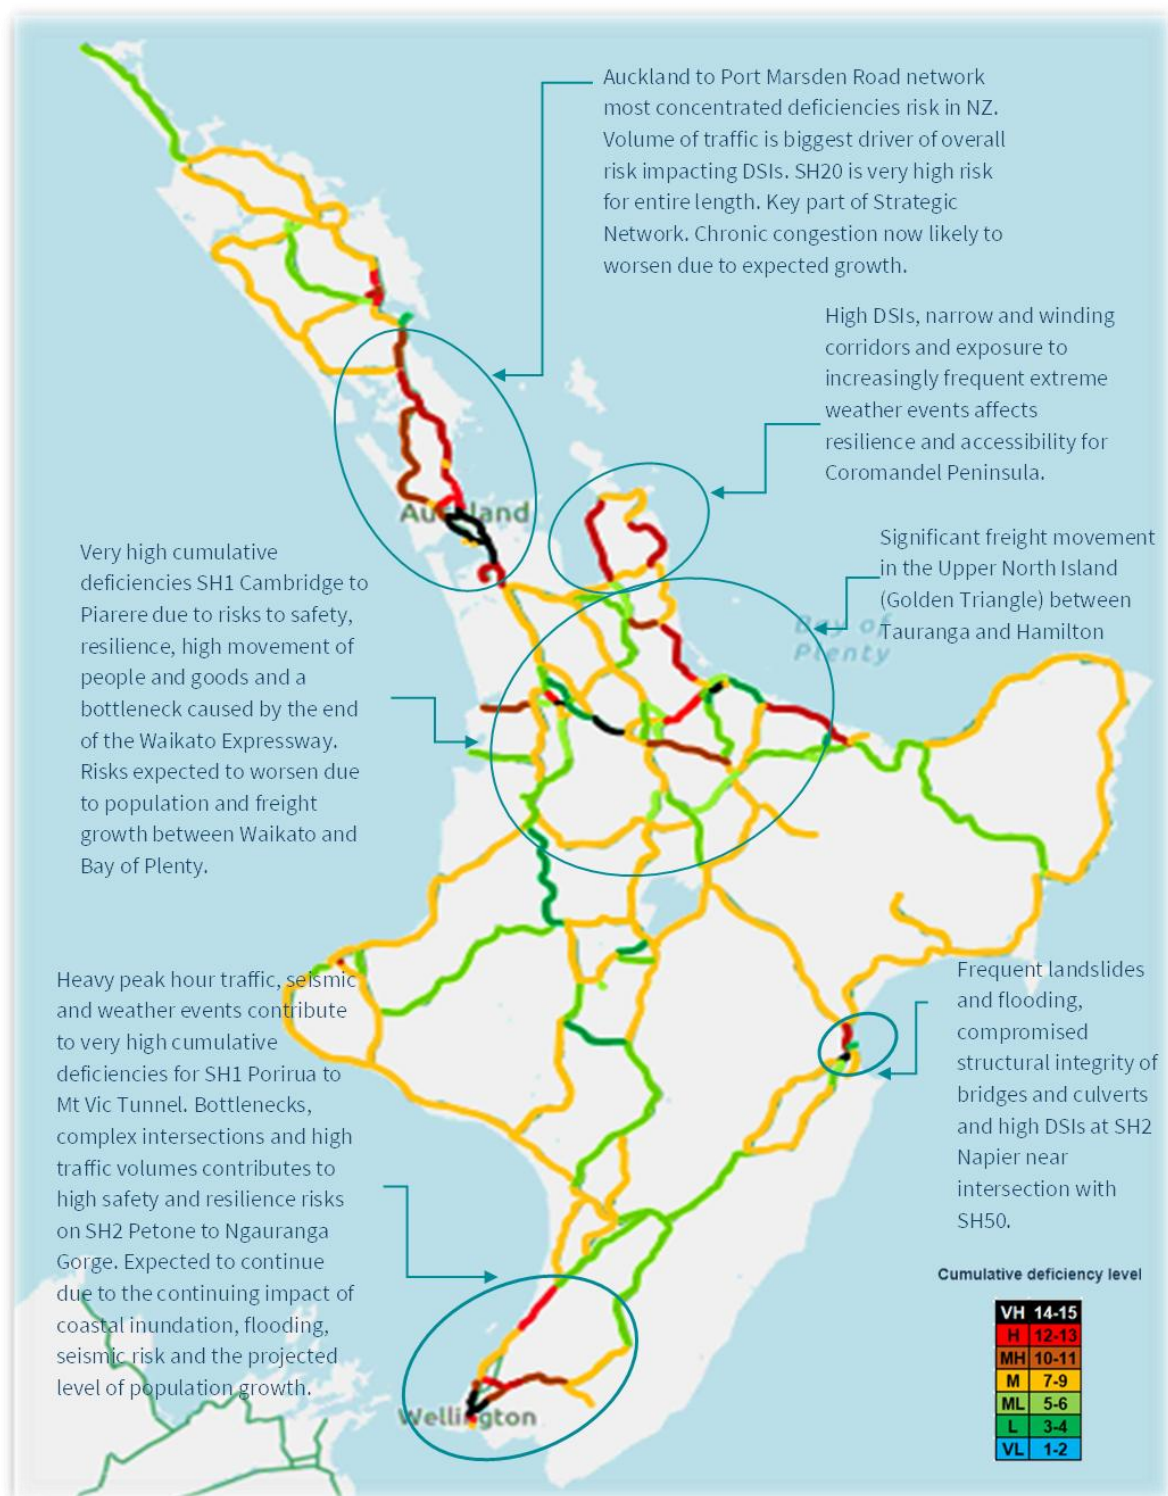 Auckland to Port Marsden Road network
most concentrated deficiencies risk in NZ.
Volume of traffic is biggest driver of overall
risk impacting DSIs. SH20 is very high risk
for entire length. Key part of Strategic
Network. Chronic congestion now likely to
worsen due to expected growth.
High DSIs, narrow and winding
corridors and exposure to
increasingly frequent extreme
weather events affects
resilience and accessibility for
Coromandel Peninsula.
Auckland
Significant freight movement
in the Upper North Island
(Golden Triangle) between
Tauranga and Hamilton
Bay of
Plenty
Very high cumulative
deficiencies SH1 Cambridge to
Piarere due to risks to safety,
resilience, high movement of
people and goods and a
bottleneck caused by the end
of the Waikato Expressway.
Risks expected to worsen due
to population and freight
growth between Waikato and
Bay of Plenty.
Heavy peak hour traffic, seismic
and weather events contribute
to very high cumulative
deficiencies for SH1 Porirua to
Mt Vic Tunnel. Bottlenecks,
complex intersections and high
traffic volumes contributes to
high safety and resilience risks
on SH2 Petone to Ngauranga
Gorge. Expected to continue
due to the continuing impact of
coastal inundation, flooding,
seismic risk and the projected
level of population growth.
Frequent landslides
and flooding,
compromised
structural integrity of
bridges and culverts
and high DSIs at SH2
Napier near
intersection with
SH50.
Wellington
Cumulative deficiency level
VH 14-15
H 12-13
MH 10-11
M 7-9
ML 5-6
L 3-4
VL 1-2